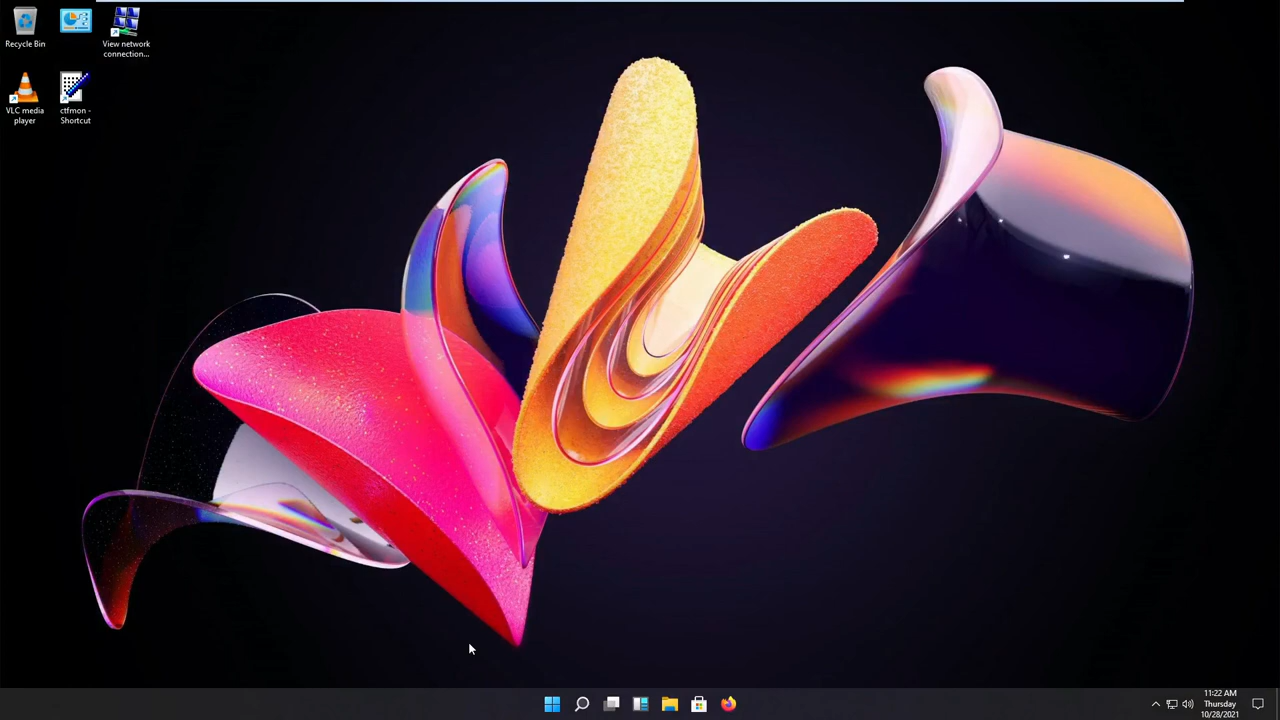 Recycle Bin
View network
connection...
VLC media
player
ctfmon -
Shortcut
11:22 AM
Thursday
10/28/2021